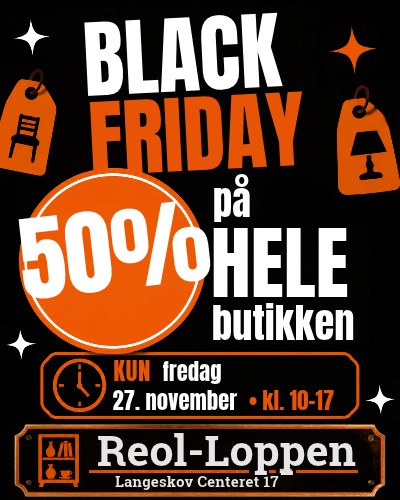 BLACK
FRIDAY
50%
på
HELE
butikken
KUN fredag
27. november • kl. 10-17
Reol-Loppen
Langeskov Centeret 17